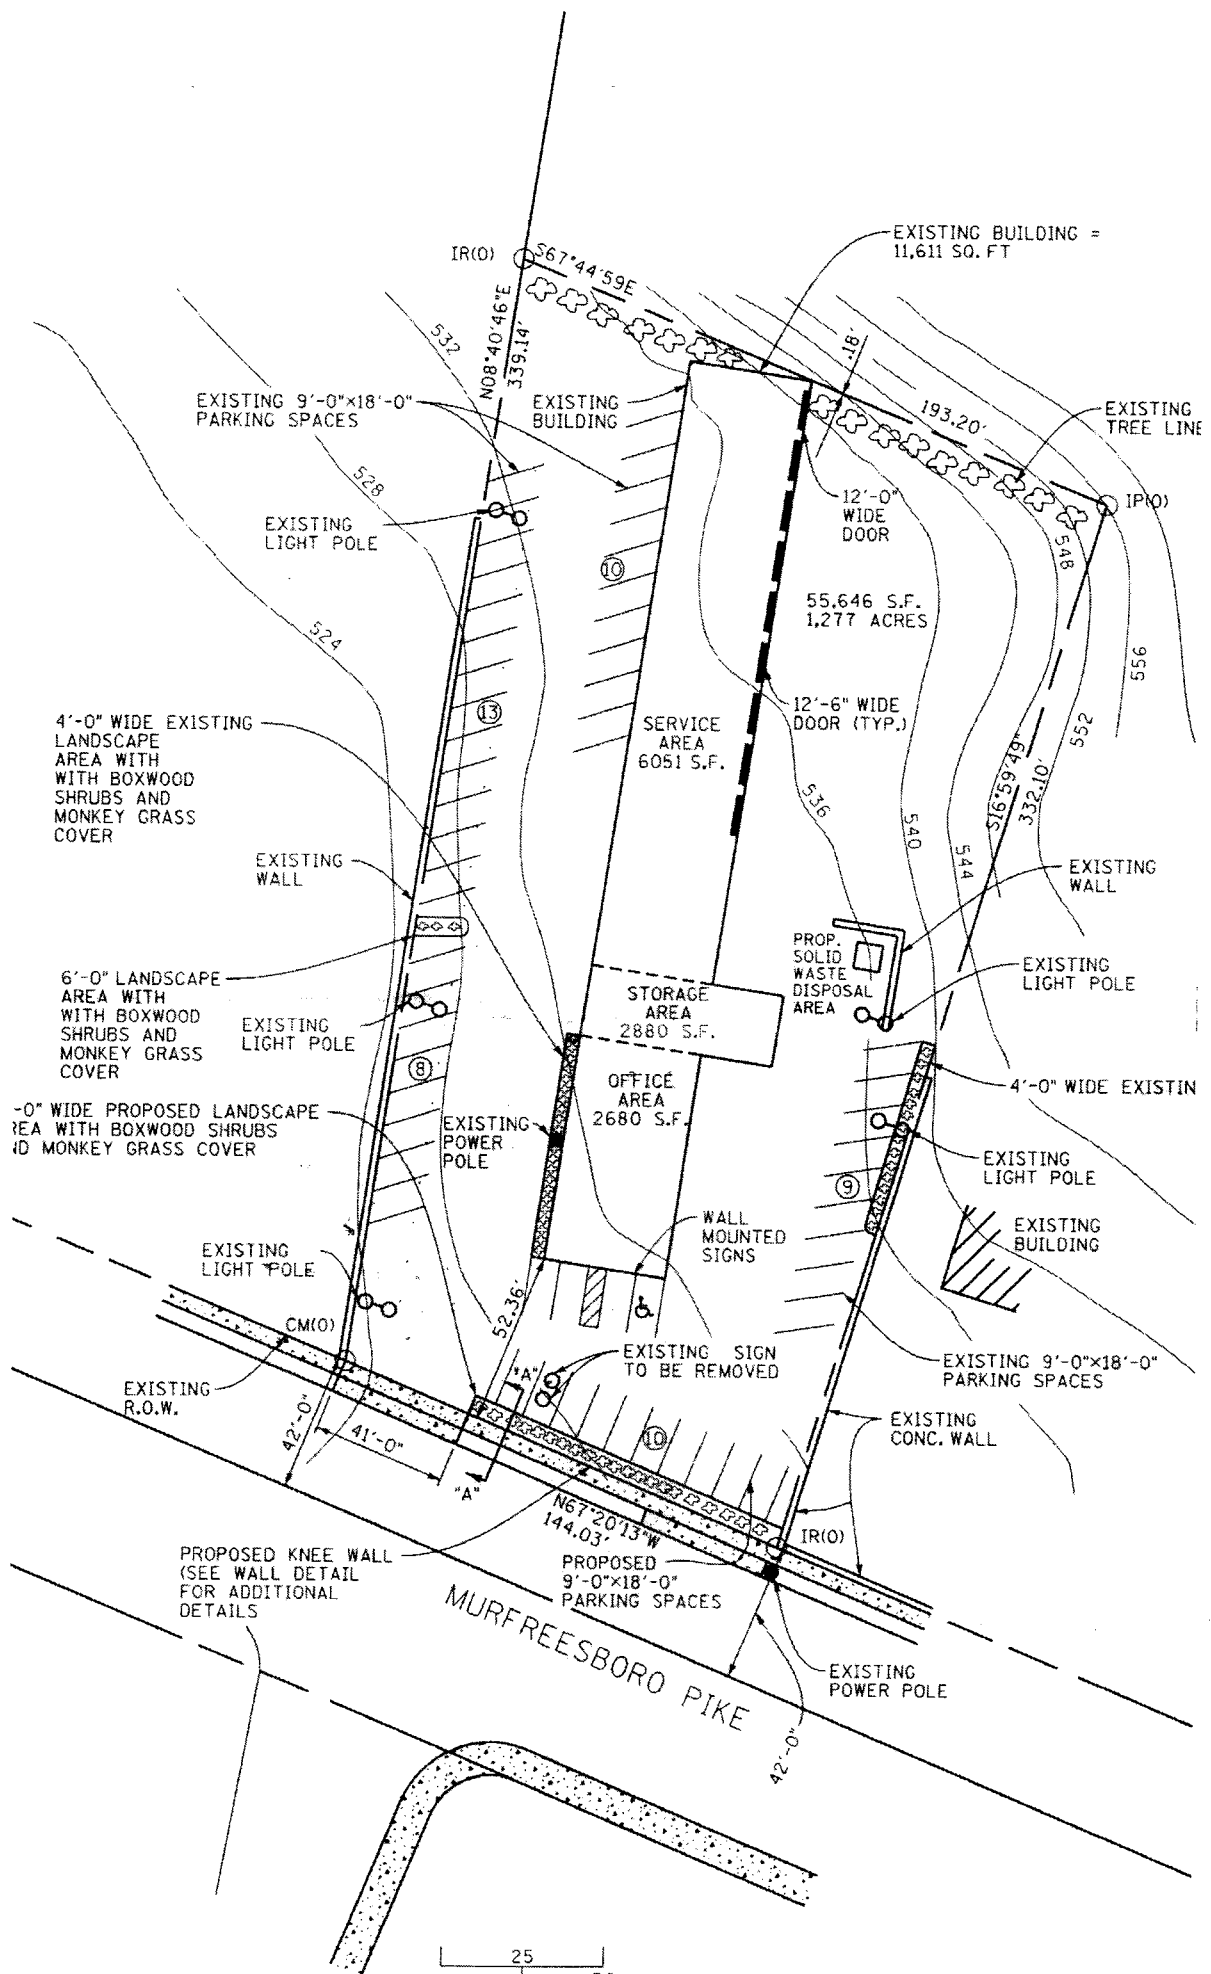 EXISTING BUILDING =
11,611 SQ. FT
IR(O)
S67°44'59E
N08°40'46"E
339.14'
532
.18'
EXISTING 9'-0"×18'-0"
PARKING SPACES
EXISTING
BUILDING
193.20'
EXISTING
TREE LINE
528
EXISTING
LIGHT POLE
12'-0"
WIDE
DOOR
IP(O)
548
10
55,646 S.F.
1,277 ACRES
524
556
13
4'-0" WIDE EXISTING
LANDSCAPE
AREA WITH
WITH BOXWOOD
SHRUBS AND
MONKEY GRASS
COVER
SERVICE
AREA
6051 S.F.
12'-6" WIDE
DOOR (TYP.)
552
S16°59'49"
332.10'
536
540
544
EXISTING
WALL
EXISTING
WALL
PROP.
SOLID
WASTE
DISPOSAL
AREA
EXISTING
LIGHT POLE
6'-0" LANDSCAPE
AREA WITH
WITH BOXWOOD
SHRUBS AND
MONKEY GRASS
COVER
EXISTING
LIGHT POLE
STORAGE
AREA
2880 S.F.
8
OFFICE
AREA
2680 S.F.
4'-0" WIDE EXISTIN
-0" WIDE PROPOSED LANDSCAPE
REA WITH BOXWOOD SHRUBS
ND MONKEY GRASS COVER
EXISTING
POWER
POLE
EXISTING
LIGHT POLE
9
WALL
MOUNTED
SIGNS
EXISTING
BUILDING
EXISTING
LIGHT POLE
52.36'
CM(O)
EXISTING SIGN
TO BE REMOVED
EXISTING 9'-0"×18'-0"
PARKING SPACES
"A"
EXISTING
R.O.W.
42'-0"
41'-0"
10
EXISTING
CONC. WALL
"A"
N67°20'13"W
144.03'
IR(O)
PROPOSED KNEE WALL
(SEE WALL DETAIL
FOR ADDITIONAL
DETAILS
PROPOSED
9'-0"×18'-0"
PARKING SPACES
MURFREESBORO PIKE
EXISTING
POWER POLE
42'-0"
25